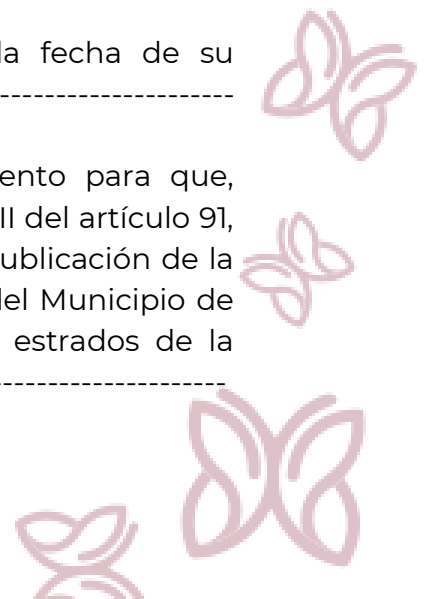 la fecha de su
---------------------
ento para que,
II del artículo 91,
ublicación de la
del Municipio de
estrados de la
---------------------